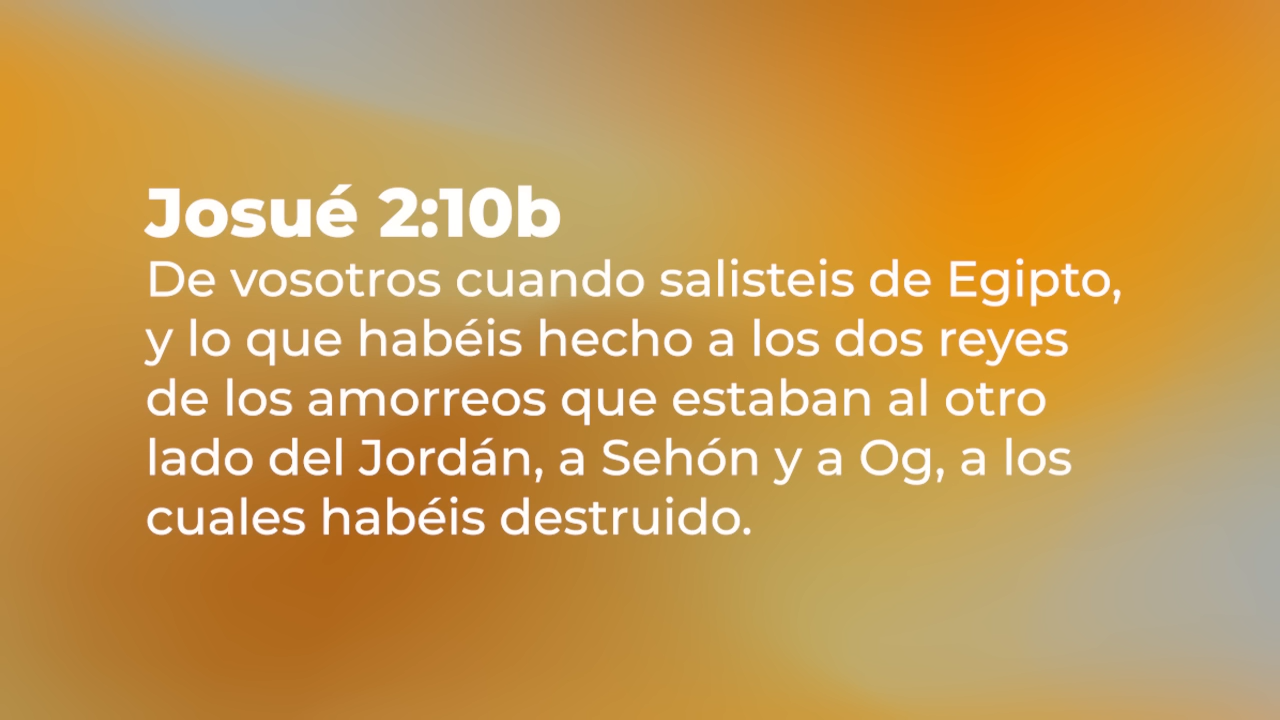 Josué 2:10b
De vosotros cuando salisteis de Egipto,
y lo que habéis hecho a los dos reyes
de los amorreos que estaban al otro
lado del Jordán, a Sehón y a Og, a los
cuales habéis destruido.